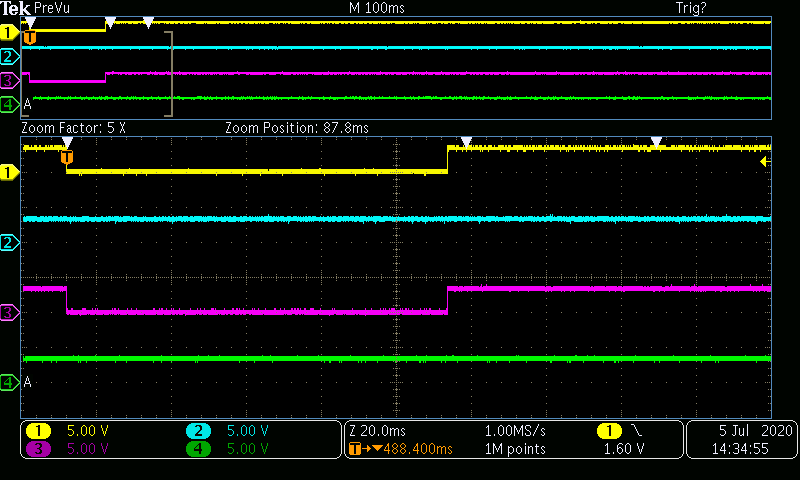 Tek PreVu M 100ms Trig?
1
T
2
3
4 A
Zoom Factor: 5 X Zoom Position: 87.8ms
T
1
2
3
4 A
1 5.00 V 2 5.00 V Z 20.0ms 1.00MS/s 1 5 Jul 2020
3 5.00 V 4 5.00 V T→▼488.400ms 1M points 1.60 V 14:34:55